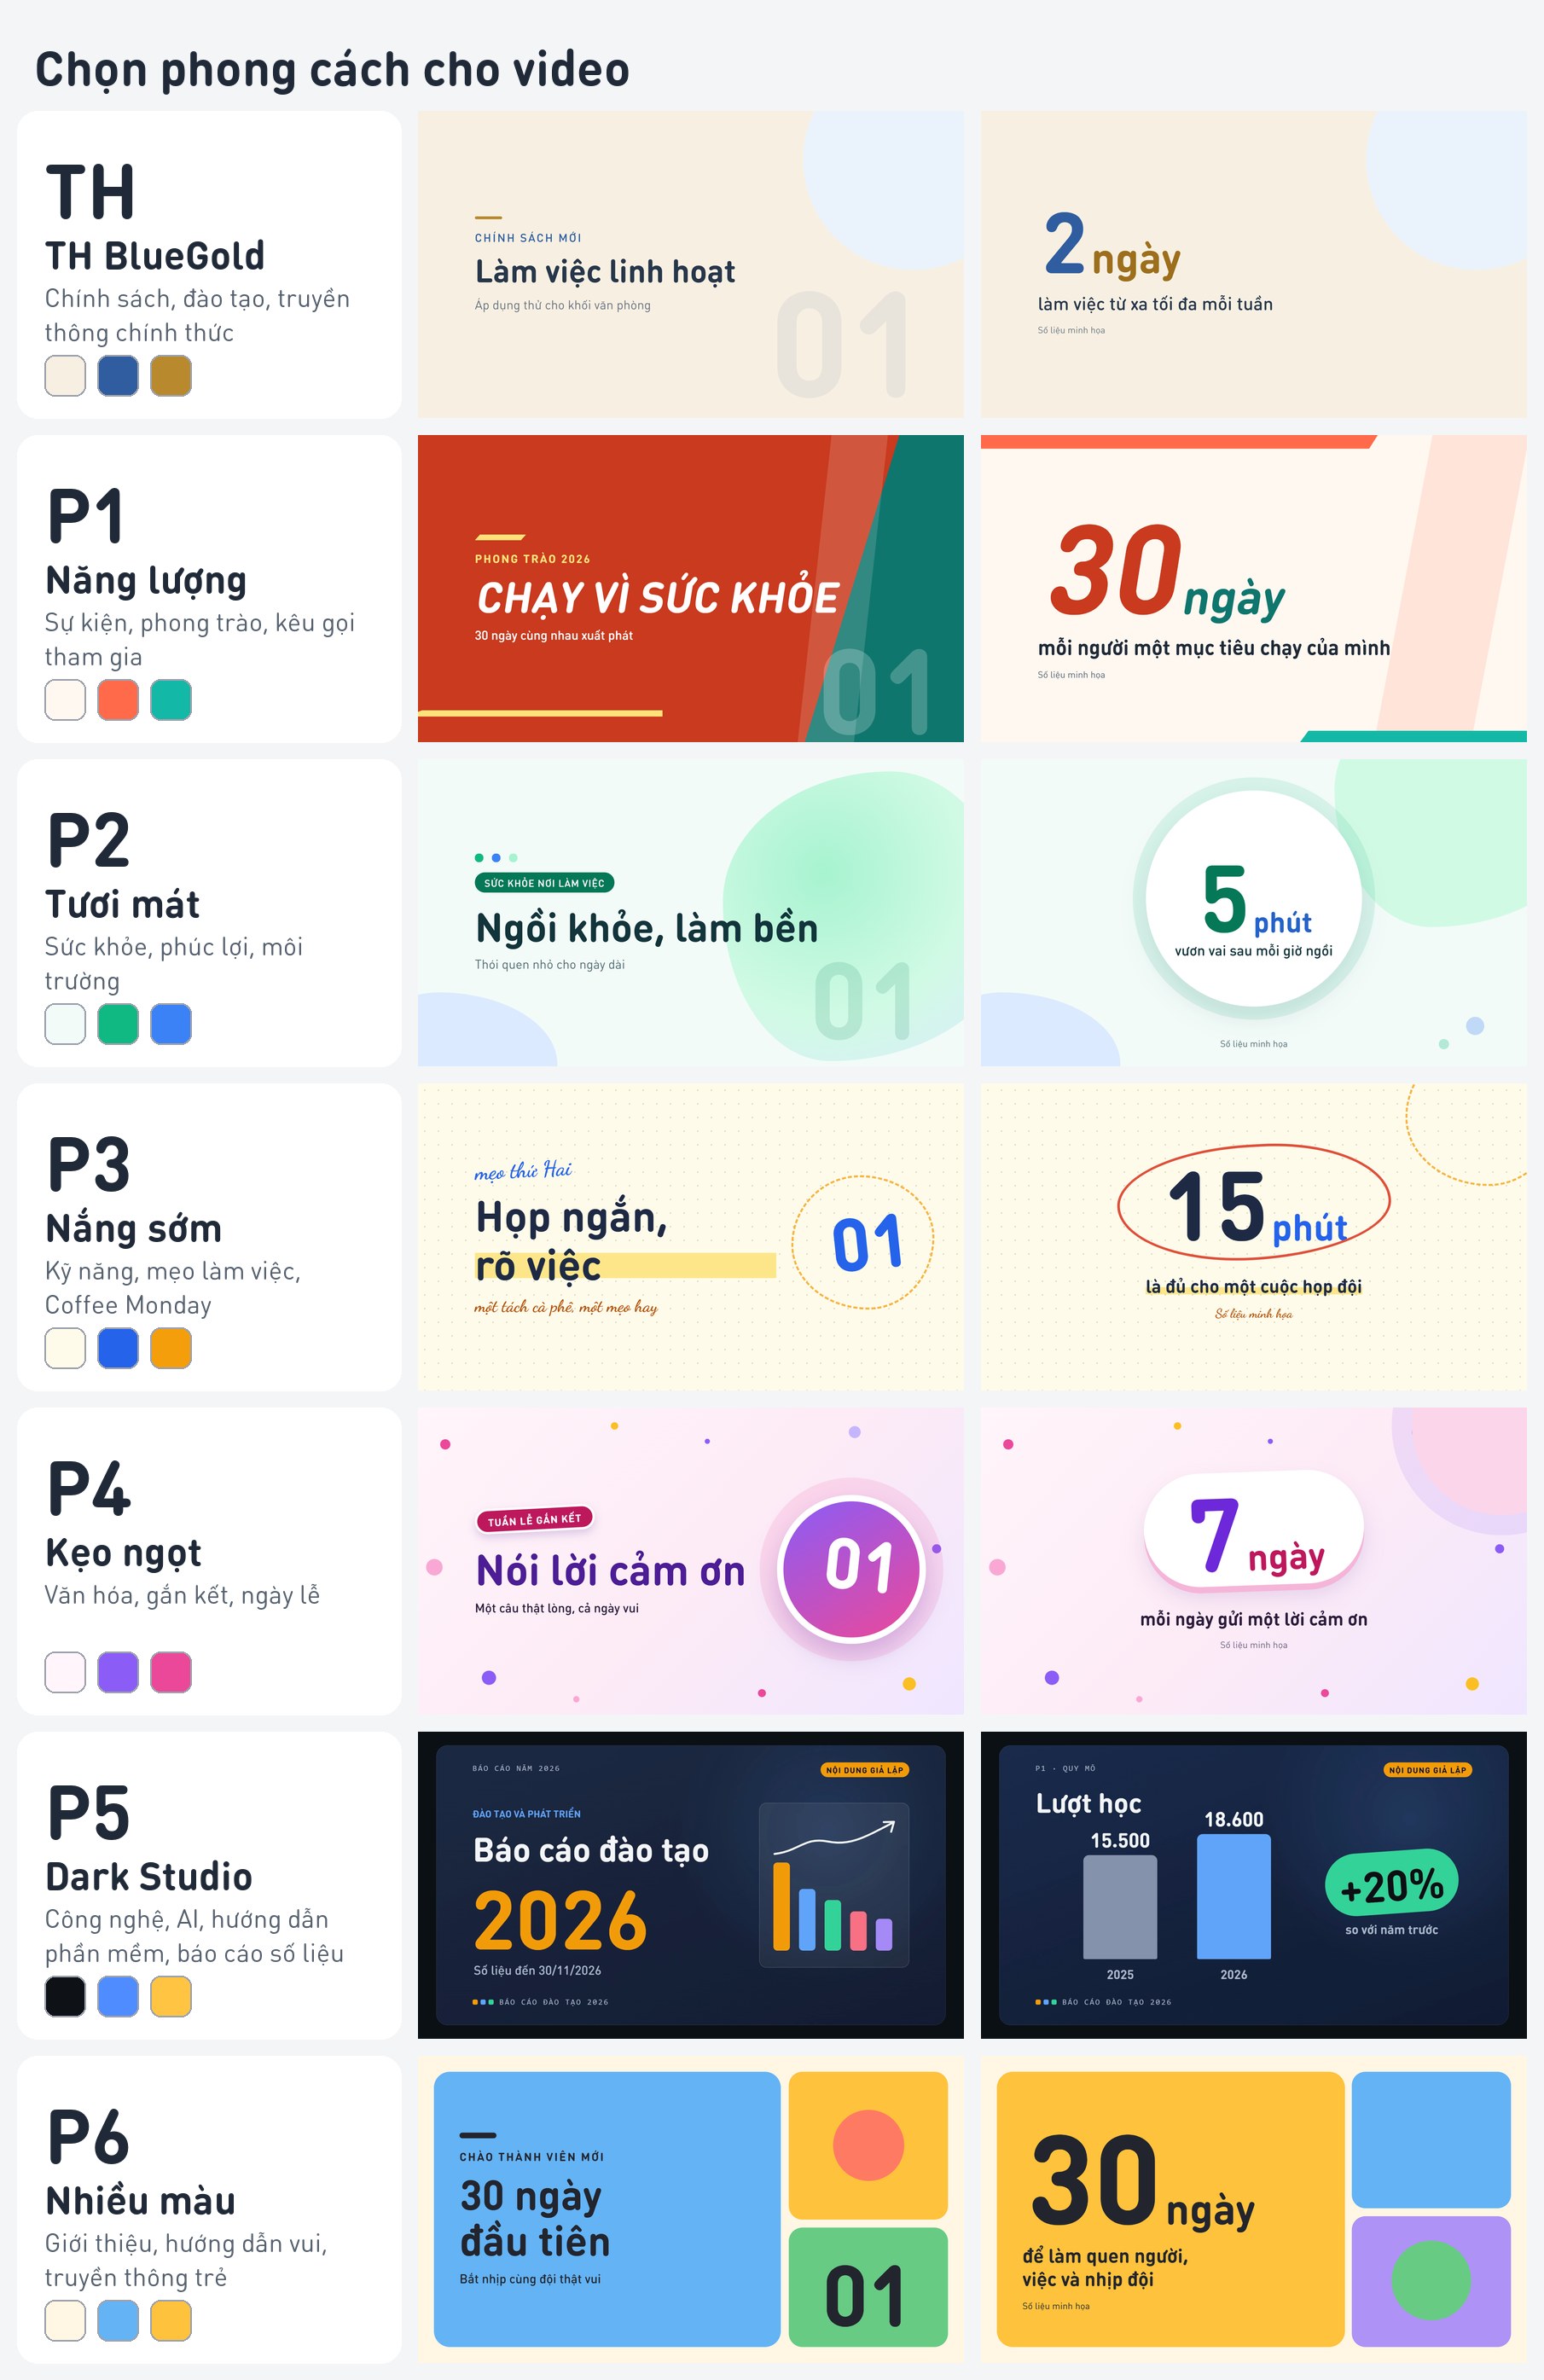 Chọn phong cách cho video
TH
TH BlueGold
Chính sách, đào tạo, truyền
thông chính thức
CHÍNH SÁCH MỚI
Làm việc linh hoạt
Áp dụng thử cho khối văn phòng
01
2 ngày
làm việc từ xa tối đa mỗi tuần
Số liệu minh họa
P1
Năng lượng
Sự kiện, phong trào, kêu gọi
tham gia
PHONG TRÀO 2026
CHẠY VÌ SỨC KHỎE
30 ngày cùng nhau xuất phát
01
30 ngày
mỗi người một mục tiêu chạy của mình
Số liệu minh họa
P2
Tươi mát
Sức khỏe, phúc lợi, môi
trường
SỨC KHỎE NƠI LÀM VIỆC
Ngồi khỏe, làm bền
Thói quen nhỏ cho ngày dài
01
5 phút
vươn vai sau mỗi giờ ngồi
Số liệu minh họa
P3
Nắng sớm
Kỹ năng, mẹo làm việc,
Coffee Monday
mẹo thứ Hai
Họp ngắn,
rõ việc
một tách cà phê, một mẹo hay
01
15 phút
là đủ cho một cuộc họp đội
Số liệu minh họa
P4
Kẹo ngọt
Văn hóa, gắn kết, ngày lễ
TUẦN LỄ GẮN KẾT
Nói lời cảm ơn
Một câu thật lòng, cả ngày vui
01
7 ngày
mỗi ngày gửi một lời cảm ơn
Số liệu minh họa
P5
Dark Studio
Công nghệ, AI, hướng dẫn
phần mềm, báo cáo số liệu
BÁO CÁO NĂM 2026
NỘI DUNG GIẢ LẬP
ĐÀO TẠO VÀ PHÁT TRIỂN
Báo cáo đào tạo
2026
Số liệu đến 30/11/2026
BÁO CÁO ĐÀO TẠO 2026
P1 · QUY MÔ
NỘI DUNG GIẢ LẬP
Lượt học
15.500
18.600
+20%
so với năm trước
2025
2026
BÁO CÁO ĐÀO TẠO 2026
P6
Nhiều màu
Giới thiệu, hướng dẫn vui,
truyền thông trẻ
CHÀO THÀNH VIÊN MỚI
30 ngày
đầu tiên
Bắt nhịp cùng đội thật vui
01
30 ngày
để làm quen người,
việc và nhịp đội
Số liệu minh họa